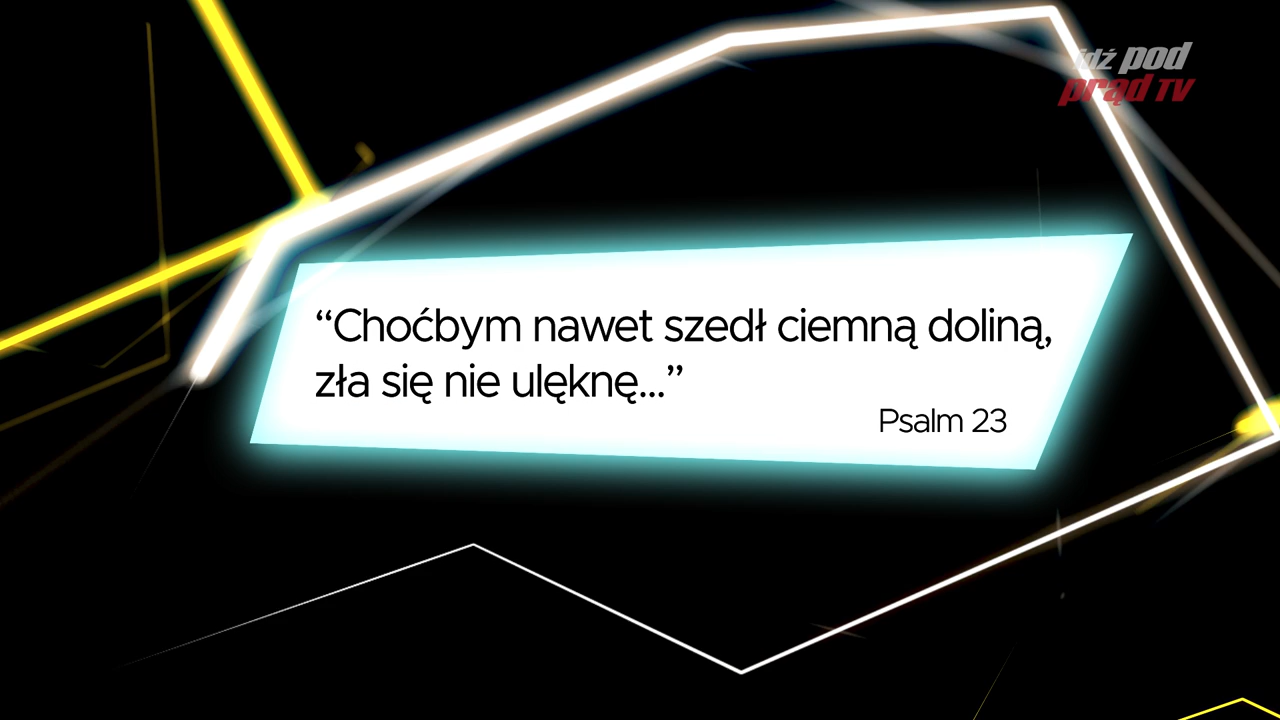 idź pod
prąd TV
“Choćbym nawet szedł ciemną doliną,
zła się nie ulęknę...”
Psalm 23